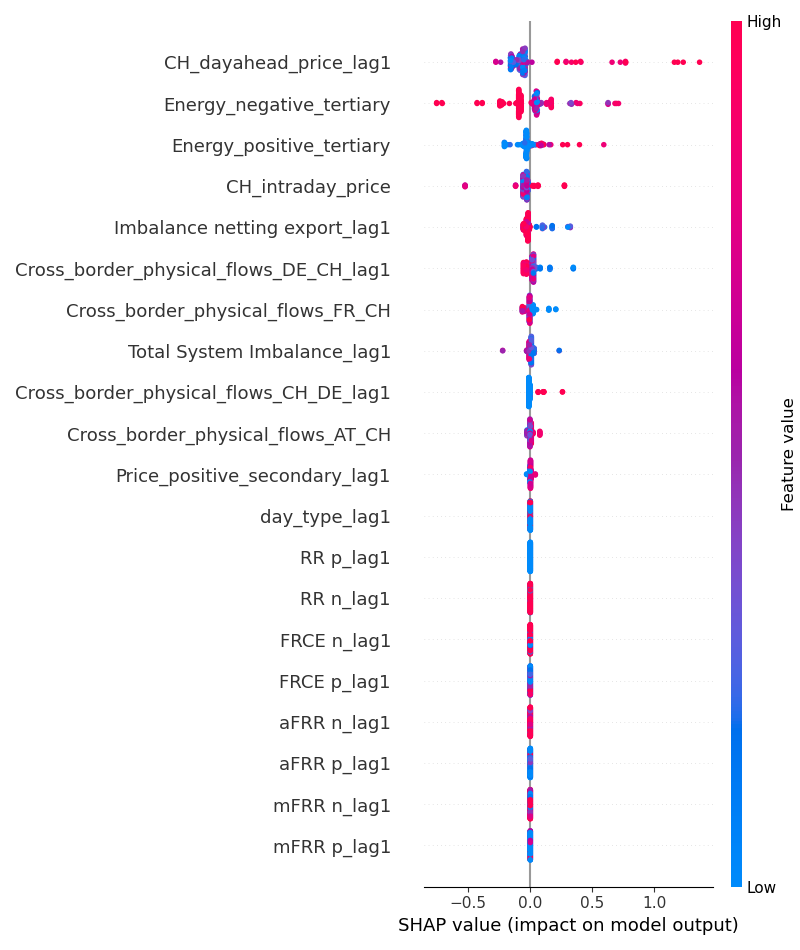 High
CH_dayahead_price_lag1
Energy_negative_tertiary
Energy_positive_tertiary
CH_intraday_price
Imbalance netting export_lag1
Cross_border_physical_flows_DE_CH_lag1
Cross_border_physical_flows_FR_CH
Total System Imbalance_lag1
Cross_border_physical_flows_CH_DE_lag1
Cross_border_physical_flows_AT_CH
Price_positive_secondary_lag1
day_type_lag1
RR p_lag1
RR n_lag1
FRCE n_lag1
FRCE p_lag1
aFRR n_lag1
aFRR p_lag1
mFRR n_lag1
mFRR p_lag1
Feature value
Low
−0.5 0.0 0.5 1.0
SHAP value (impact on model output)